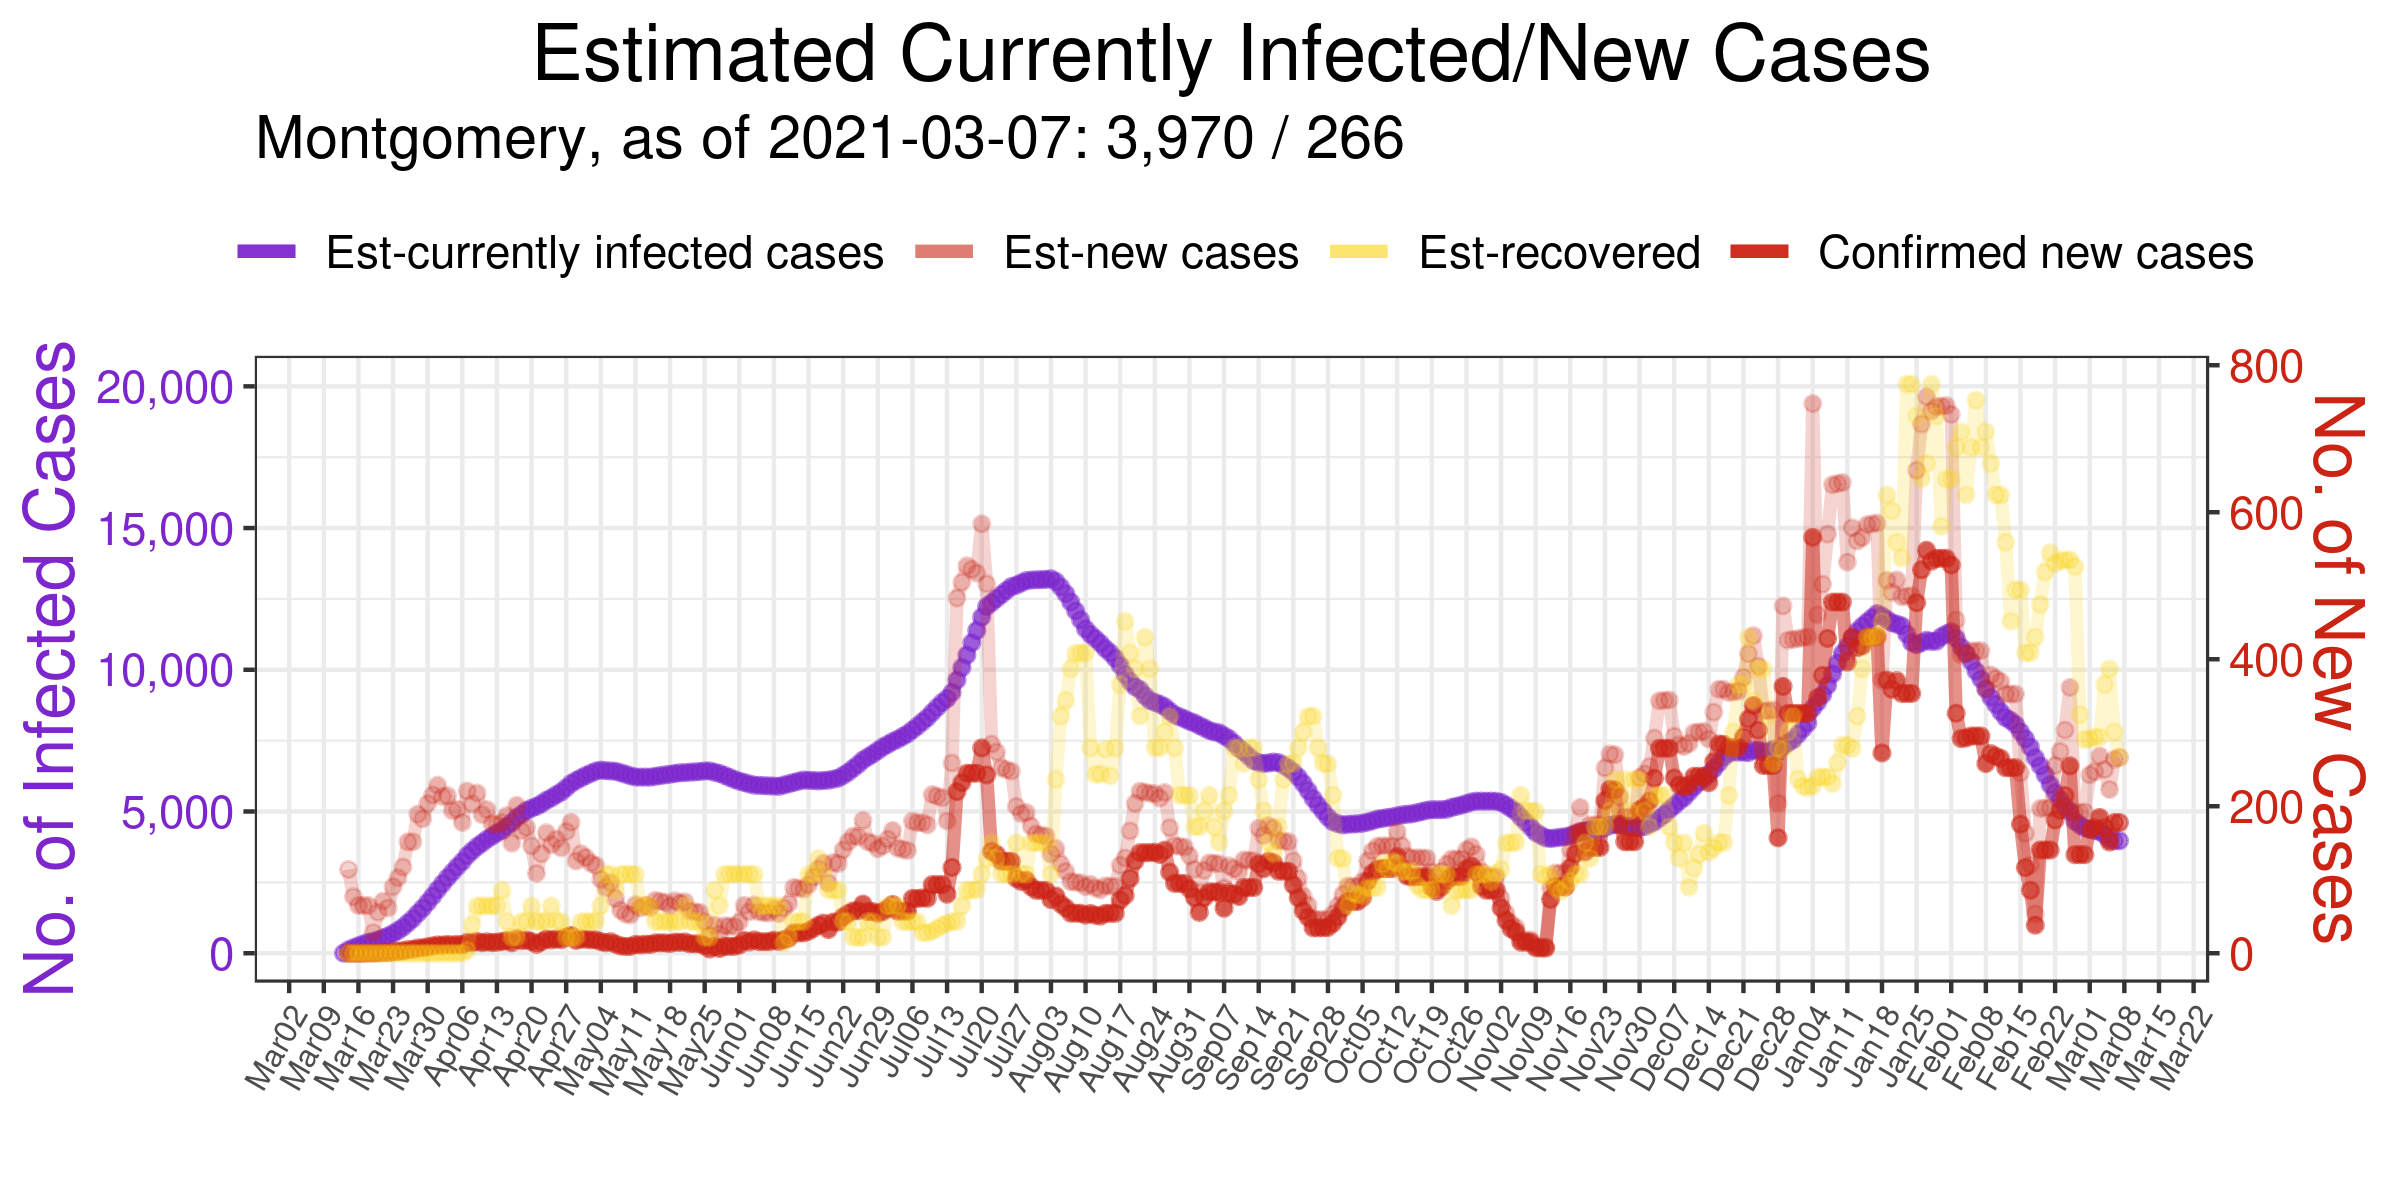 Estimated Currently Infected/New Cases
Montgomery, as of 2021-03-07: 3,970 / 266
Est-currently infected cases Est-new cases Est-recovered Confirmed new cases
No. of Infected Cases
20,000
15,000
10,000
5,000
0
800
600
400
200
0
No. of New Cases
Mar02 Mar09 Mar16 Mar23 Mar30 Apr06 Apr13 Apr20 Apr27 May04 May11 May18 May25 Jun01 Jun08 Jun15 Jun22 Jun29 Jul06 Jul13 Jul20 Jul27 Aug03 Aug10 Aug17 Aug24 Aug31 Sep07 Sep14 Sep21 Sep28 Oct05 Oct12 Oct19 Oct26 Nov02 Nov09 Nov16 Nov23 Nov30 Dec07 Dec14 Dec21 Dec28 Jan04 Jan11 Jan18 Jan25 Feb01 Feb08 Feb15 Feb22 Mar01 Mar08 Mar15 Mar22